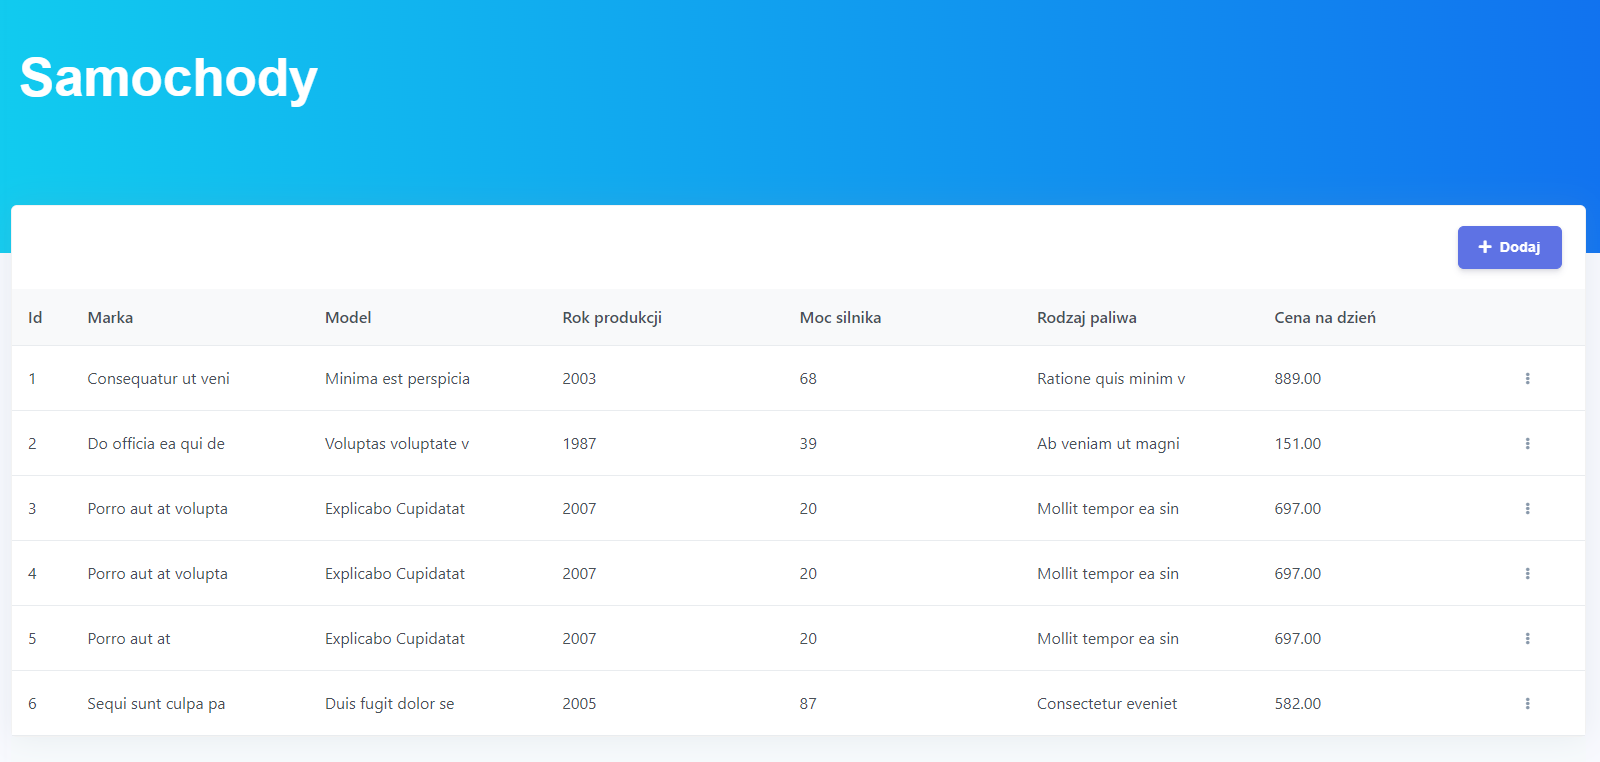 Samochody
+ Dodaj
Id Marka Model Rok produkcji Moc silnika Rodzaj paliwa Cena na dzień
1 Consequatur ut veni Minima est perspicia 2003 68 Ratione quis minim v 889.00
2 Do officia ea qui de Voluptas voluptate v 1987 39 Ab veniam ut magni 151.00
3 Porro aut at volupta Explicabo Cupidatat 2007 20 Mollit tempor ea sin 697.00
4 Porro aut at volupta Explicabo Cupidatat 2007 20 Mollit tempor ea sin 697.00
5 Porro aut at Explicabo Cupidatat 2007 20 Mollit tempor ea sin 697.00
6 Sequi sunt culpa pa Duis fugit dolor se 2005 87 Consectetur eveniet 582.00